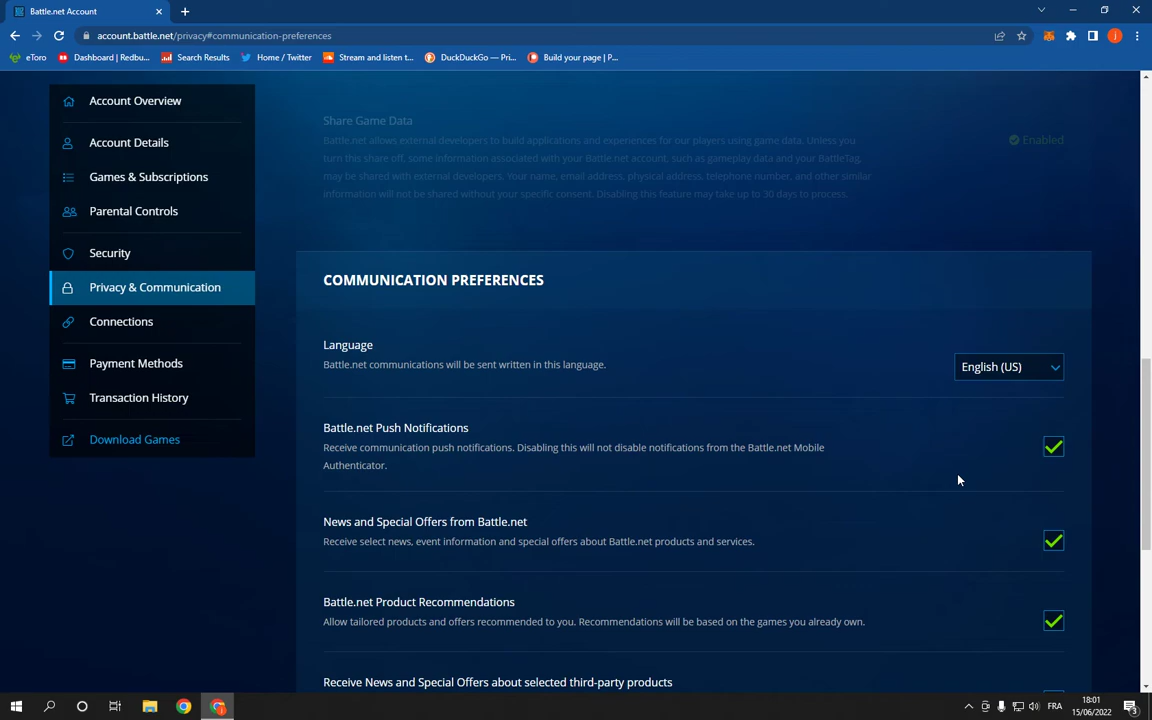 Battle.net Account
account.battle.net/privacy#communication-preferences
eToro
Dashboard | Redbu...
Search Results
Home / Twitter
Stream and listen t...
DuckDuckGo — Pri...
Build your page | P...
Account Overview
Account Details
Games & Subscriptions
Parental Controls
Security
Privacy & Communication
Connections
Payment Methods
Transaction History
Download Games
Share Game Data
Battle.net allows external developers to build applications and experiences for our players using game data. Unless you
turn this share off, some information associated with your Battle.net account, such as gameplay data and your BattleTag,
may be shared with external developers. Your name, email address, physical address, telephone number, and other similar
information will not be shared without your specific consent. Disabling this feature may take up to 30 days to process.
Enabled
COMMUNICATION PREFERENCES
Language
Battle.net communications will be sent written in this language.
English (US)
Battle.net Push Notifications
Receive communication push notifications. Disabling this will not disable notifications from the Battle.net Mobile
Authenticator.
News and Special Offers from Battle.net
Receive select news, event information and special offers about Battle.net products and services.
Battle.net Product Recommendations
Allow tailored products and offers recommended to you. Recommendations will be based on the games you already own.
Receive News and Special Offers about selected third-party products
FRA
18:01
15/06/2022
3